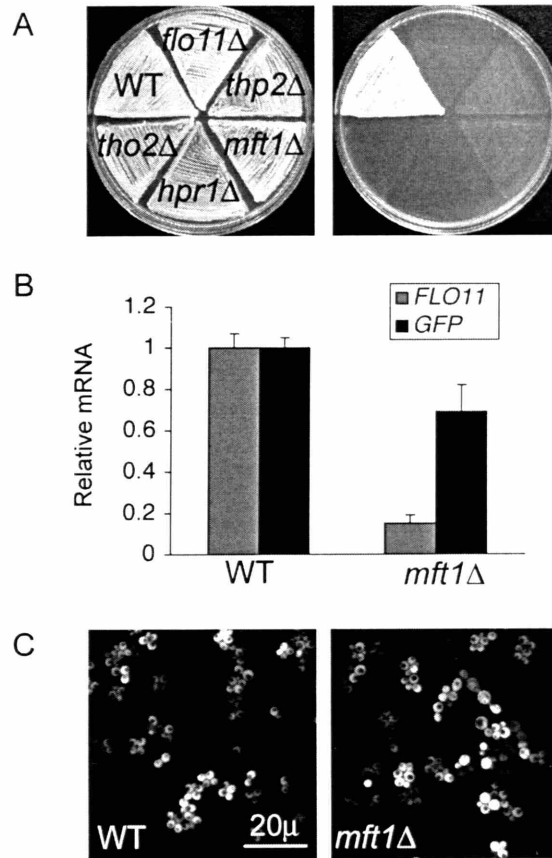 A
flo11Δ
WT
thp2Δ
tho2Δ
mft1Δ
hpr1Δ
B
1.2
1
0.8
0.6
0.4
0.2
0
Relative mRNA
FLO11
GFP
WT
mft1Δ
C
WT
20μ
mft1Δ